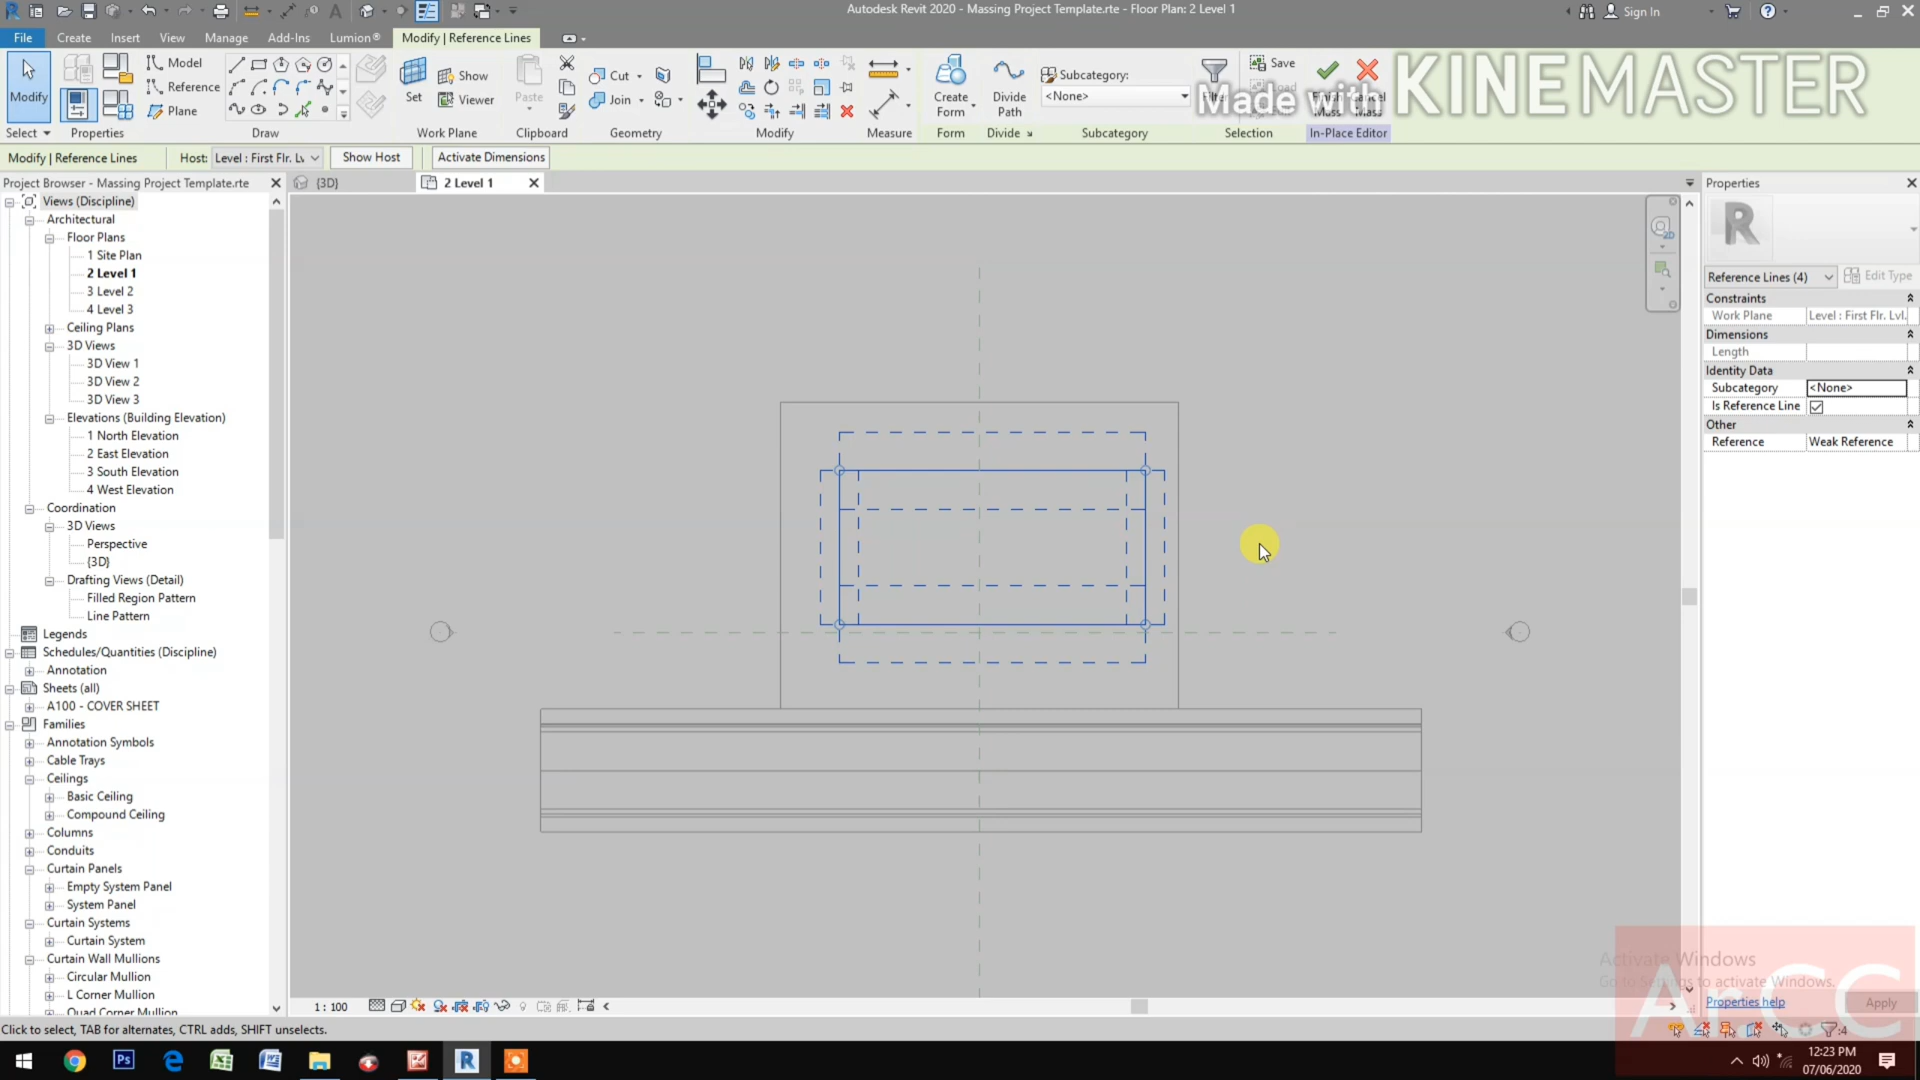 Autodesk Revit 2020 - Massing Project Template.rte - Floor Plan: 2 Level 1
Sign In
File
Create
Insert
View
Manage
Add-Ins
Lumion®
Modify | Reference Lines
Modify
Model
Reference
Plane
Set
Show
Viewer
Paste
Cut
Join
Create Form
Divide Path
Subcategory:
<None>
Save
Made with KINEMASTER
Select
Properties
Draw
Work Plane
Clipboard
Geometry
Modify
Measure
Form
Divide
Subcategory
Selection
In-Place Editor
Modify | Reference Lines
Host:
Level : First Flr. Lv
Show Host
Activate Dimensions
Project Browser - Massing Project Template.rte
{3D}
2 Level 1
Properties
Views (Discipline)
Architectural
Floor Plans
1 Site Plan
2 Level 1
3 Level 2
4 Level 3
Ceiling Plans
3D Views
3D View 1
3D View 2
3D View 3
Elevations (Building Elevation)
1 North Elevation
2 East Elevation
3 South Elevation
4 West Elevation
Coordination
3D Views
Perspective
{3D}
Drafting Views (Detail)
Filled Region Pattern
Line Pattern
Legends
Schedules/Quantities (Discipline)
Annotation
Sheets (all)
A100 - COVER SHEET
Families
Annotation Symbols
Cable Trays
Ceilings
Basic Ceiling
Compound Ceiling
Columns
Conduits
Curtain Panels
Empty System Panel
System Panel
Curtain Systems
Curtain System
Curtain Wall Mullions
Circular Mullion
L Corner Mullion
Quad Corner Mullion
Reference Lines (4)
Edit Type
Constraints
Work Plane
Level : First Flr. Lvl.
Dimensions
Length
Identity Data
Subcategory
<None>
Is Reference Line
Other
Reference
Weak Reference
Activate Windows
Go to Settings to activate Windows.
ArCC
Properties help
Apply
1 : 100
Click to select, TAB for alternates, CTRL adds, SHIFT unselects.
:4
12:23 PM
07/06/2020